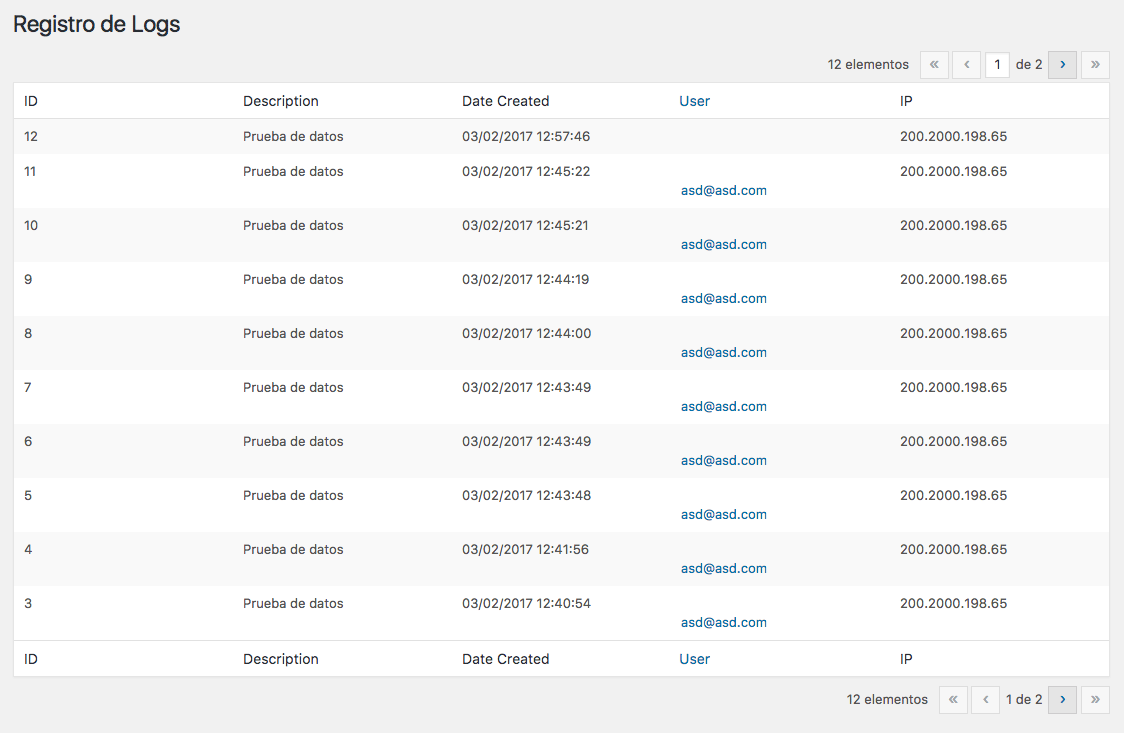 Registro de Logs
12 elementos « ‹ 1 de 2 › »
ID Description Date Created User IP
12 Prueba de datos 03/02/2017 12:57:46 200.2000.198.65
11 Prueba de datos 03/02/2017 12:45:22 200.2000.198.65
asd@asd.com
10 Prueba de datos 03/02/2017 12:45:21 200.2000.198.65
asd@asd.com
9 Prueba de datos 03/02/2017 12:44:19 200.2000.198.65
asd@asd.com
8 Prueba de datos 03/02/2017 12:44:00 200.2000.198.65
asd@asd.com
7 Prueba de datos 03/02/2017 12:43:49 200.2000.198.65
asd@asd.com
6 Prueba de datos 03/02/2017 12:43:49 200.2000.198.65
asd@asd.com
5 Prueba de datos 03/02/2017 12:43:48 200.2000.198.65
asd@asd.com
4 Prueba de datos 03/02/2017 12:41:56 200.2000.198.65
asd@asd.com
3 Prueba de datos 03/02/2017 12:40:54 200.2000.198.65
asd@asd.com
ID Description Date Created User IP
12 elementos « ‹ 1 de 2 › »